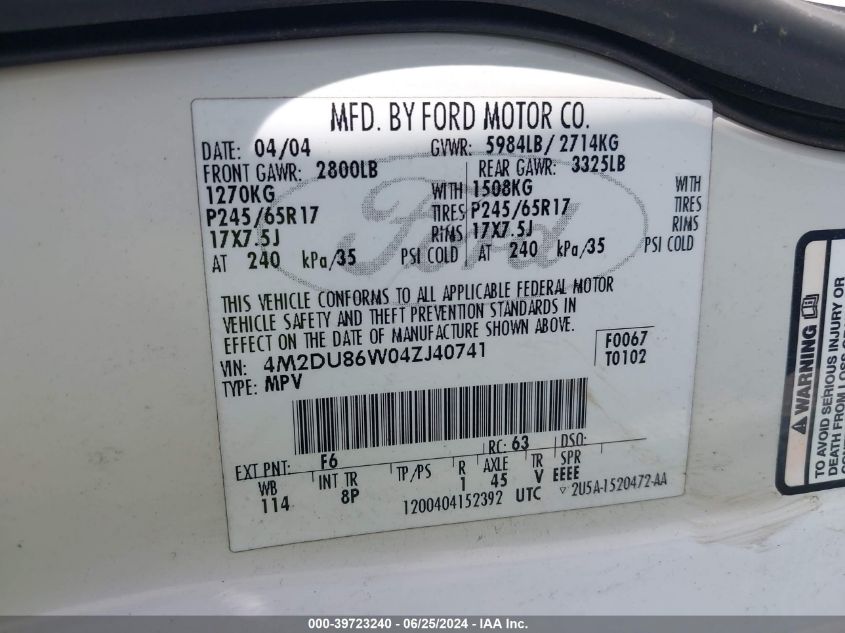 MFD. BY FORD MOTOR CO.
DATE: 04/04 GVWR: 5984LB/ 2714KG
FRONT GAWR: 2800LB REAR GAWR: 3325LB
1270KG WITH 1508KG WITH
P245/65R17 TIRES P245/65R17 TIRES
17X7.5J RIMS 17X7.5J RIMS
AT 240 kPa/35 PSI COLD AT 240 kPa/35 PSI COLD
Ford
THIS VEHICLE CONFORMS TO ALL APPLICABLE FEDERAL MOTOR
VEHICLE SAFETY AND THEFT PREVENTION STANDARDS IN
EFFECT ON THE DATE OF MANUFACTURE SHOWN ABOVE.
VIN: 4M2DU86W04ZJ40741 F0067
TYPE: MPV T0102
EXT PNT: F6 RC: 63 DSO:
WB INT TR TP/PS R AXLE TR SPR
114 8P 1 45 V EEEE
1200404152392 UTC ▽ 2U5A-1520472-AA
WARNING
TO AVOID SERIOUS INJURY OR
000-39723240 - 06/25/2024 - IAA Inc.